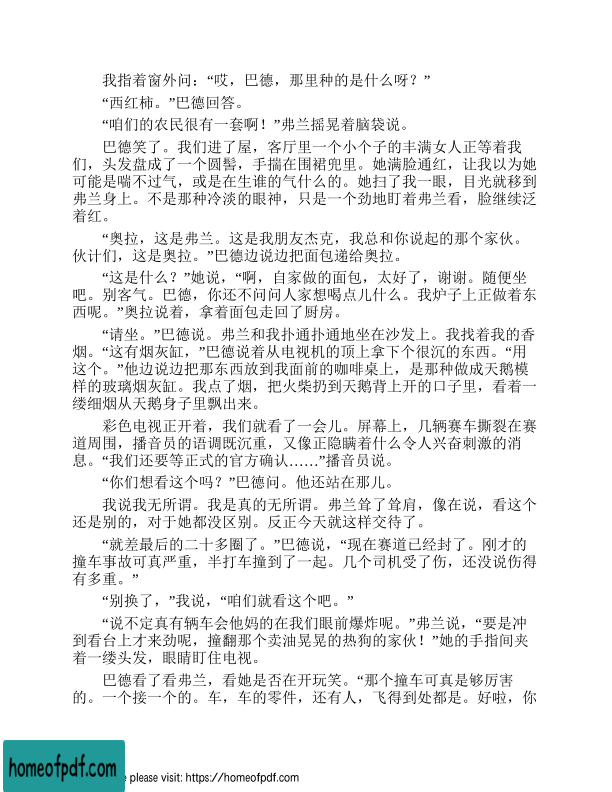 我指着窗外问：“哎，巴德，那里种的是什么呀？”
“西红柿。”巴德回答。
“咱们的农民很有一套啊！”弗兰摇晃着脑袋说。
巴德笑了。我们进了屋，客厅里一个小个子的丰满女人正等着我
们，头发盘成了一个圆髻，手揣在围裙兜里。她满脸通红，让我以为她
可能是喘不过气，或是在生谁的气什么的。她扫了我一眼，目光就移到
弗兰身上。不是那种冷淡的眼神，只是一个劲地盯着弗兰看，脸继续泛
着红。
“奥拉，这是弗兰。这是我朋友杰克，我总和你说起的那个家伙。
伙计们，这是奥拉。”巴德边说边把面包递给奥拉。
“这是什么？”她说，“啊，自家做的面包，太好了，谢谢。随便坐
吧。别客气。巴德，你还不问问人家想喝点儿什么。我炉子上正做着东
西呢。”奥拉说着，拿着面包走回了厨房。
“请坐。”巴德说。弗兰和我扑通扑通地坐在沙发上。我找着我的香
烟。“这有烟灰缸，”巴德说着从电视机的顶上拿下个很沉的东西。“用
这个。”他边说边把那东西放到我面前的咖啡桌上，是那种做成天鹅模
样的玻璃烟灰缸。我点了烟，把火柴扔到天鹅背上开的口子里，看着一
缕细烟从天鹅身子里飘出来。
彩色电视正开着，我们就看了一会儿。屏幕上，几辆赛车撕裂在赛
道周围，播音员的语调既沉重，又像正隐瞒着什么令人兴奋刺激的消
息。“我们还要等正式的官方确认……”播音员说。
“你们想看这个吗？”巴德问。他还站在那儿。
我说我无所谓。我是真的无所谓。弗兰耸了耸肩，像在说，看这个
还是别的，对于她都没区别。反正今天就这样交待了。
“就差最后的二十多圈了。”巴德说，“现在赛道已经封了。刚才的
撞车事故可真严重，半打车撞到了一起。几个司机受了伤，还没说伤得
有多重。”
“别换了，”我说，“咱们就看这个吧。”
“说不定真有辆车会他妈的在我们眼前爆炸呢。”弗兰说，“要是冲
到看台上才来劲呢，撞翻那个卖油晃晃的热狗的家伙！”她的手指间夹
着一缕头发，眼睛盯住电视。
巴德看了看弗兰，看她是否在开玩笑。“那个撞车可真是够厉害
的。一个接一个的。车，车的零件，还有人，飞得到处都是。好啦，你
homeofpdf.com
e please visit: https://homeofpdf.com